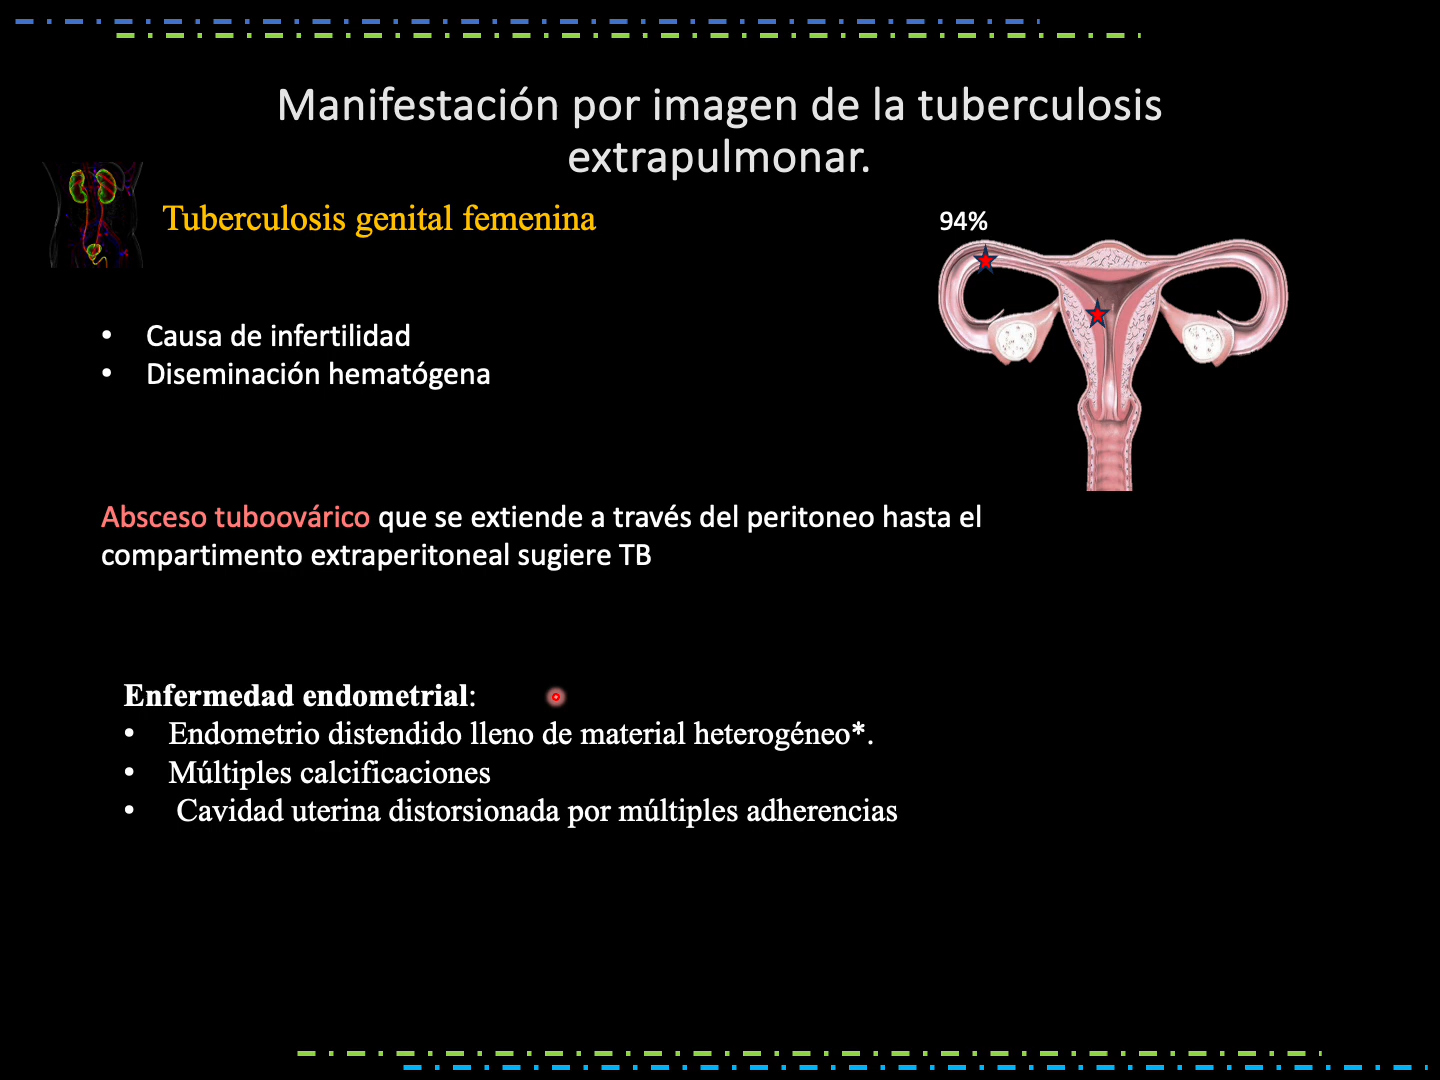 Manifestación por imagen de la tuberculosis
extrapulmonar.
Tuberculosis genital femenina
94%
• Causa de infertilidad
• Diseminación hematógena
Absceso tuboovárico que se extiende a través del peritoneo hasta el
compartimento extraperitoneal sugiere TB
Enfermedad endometrial:
• Endometrio distendido lleno de material heterogéneo*.
• Múltiples calcificaciones
• Cavidad uterina distorsionada por múltiples adherencias